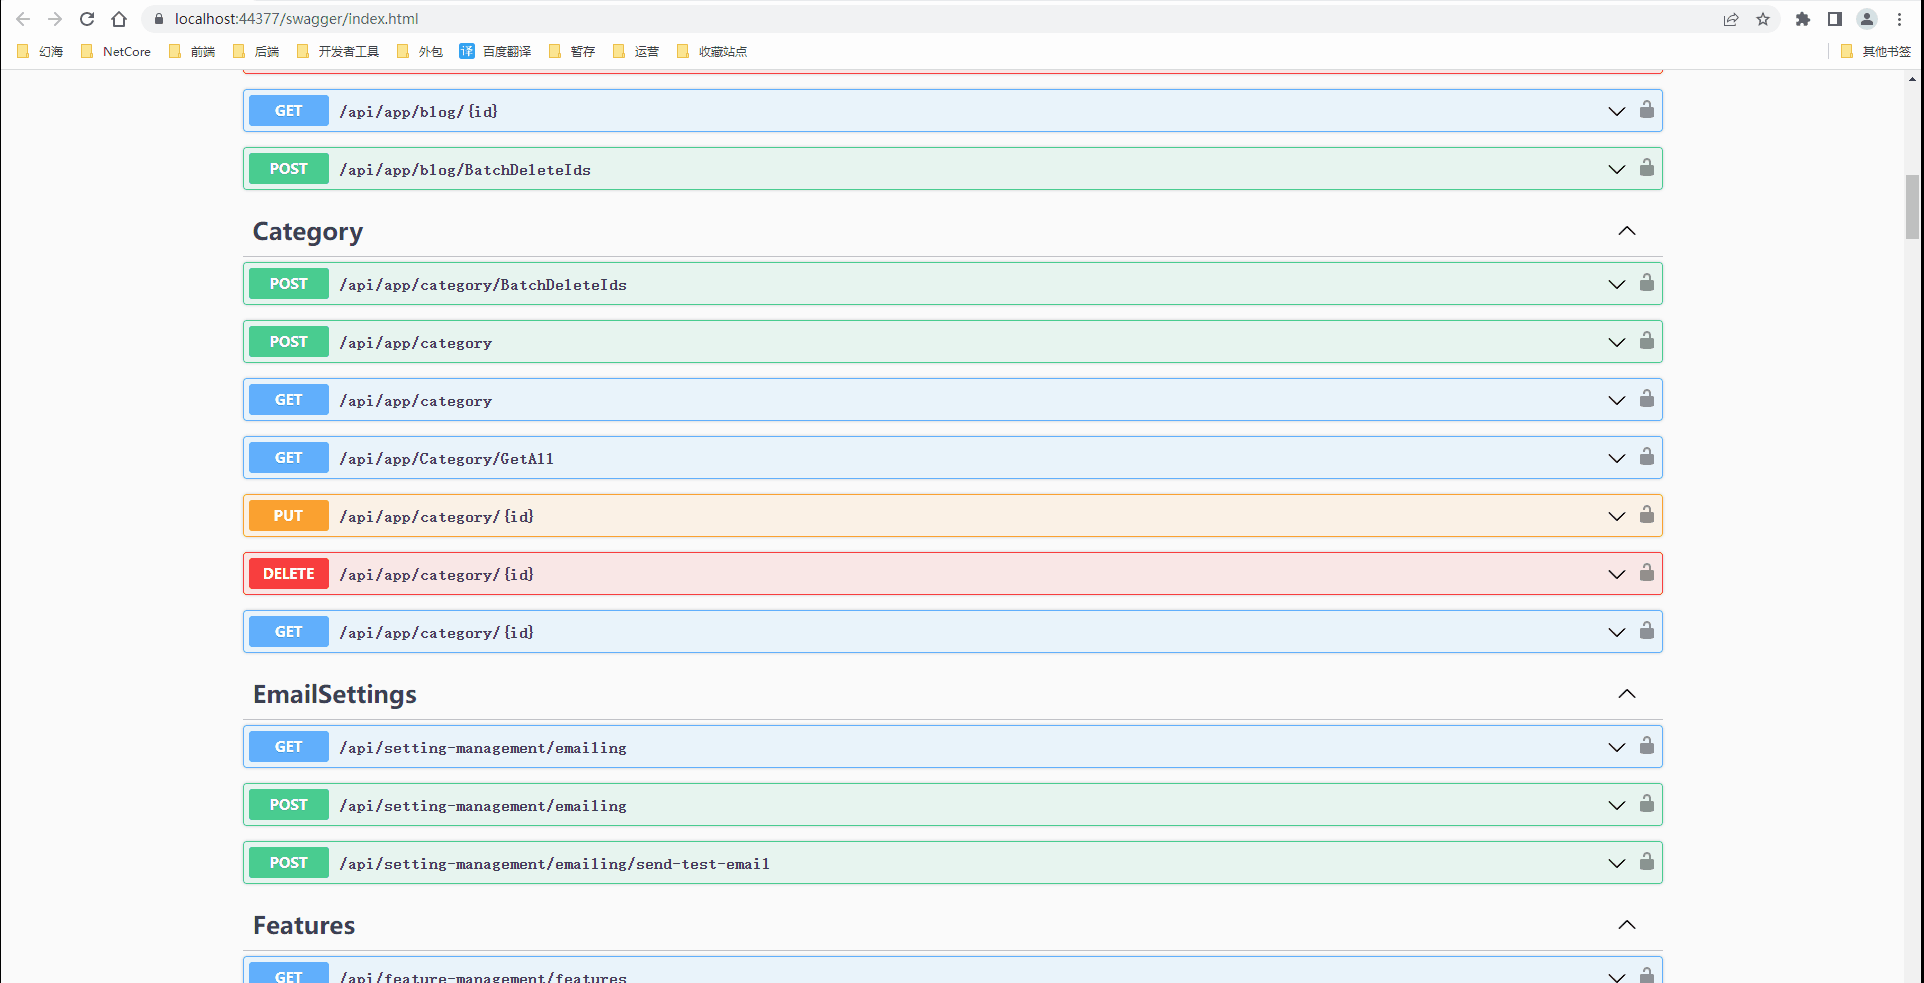 localhost:44377/swagger/index.html
幻海 NetCore 前端 后端 开发者工具 外包 译 百度翻译 暂存 运营 收藏站点 其他书签
GET /api/app/blog/{id}
POST /api/app/blog/BatchDeleteIds
Category
POST /api/app/category/BatchDeleteIds
POST /api/app/category
GET /api/app/category
GET /api/app/Category/GetAll
PUT /api/app/category/{id}
DELETE /api/app/category/{id}
GET /api/app/category/{id}
EmailSettings
GET /api/setting-management/emailing
POST /api/setting-management/emailing
POST /api/setting-management/emailing/send-test-email
Features
GET /api/feature-management/features